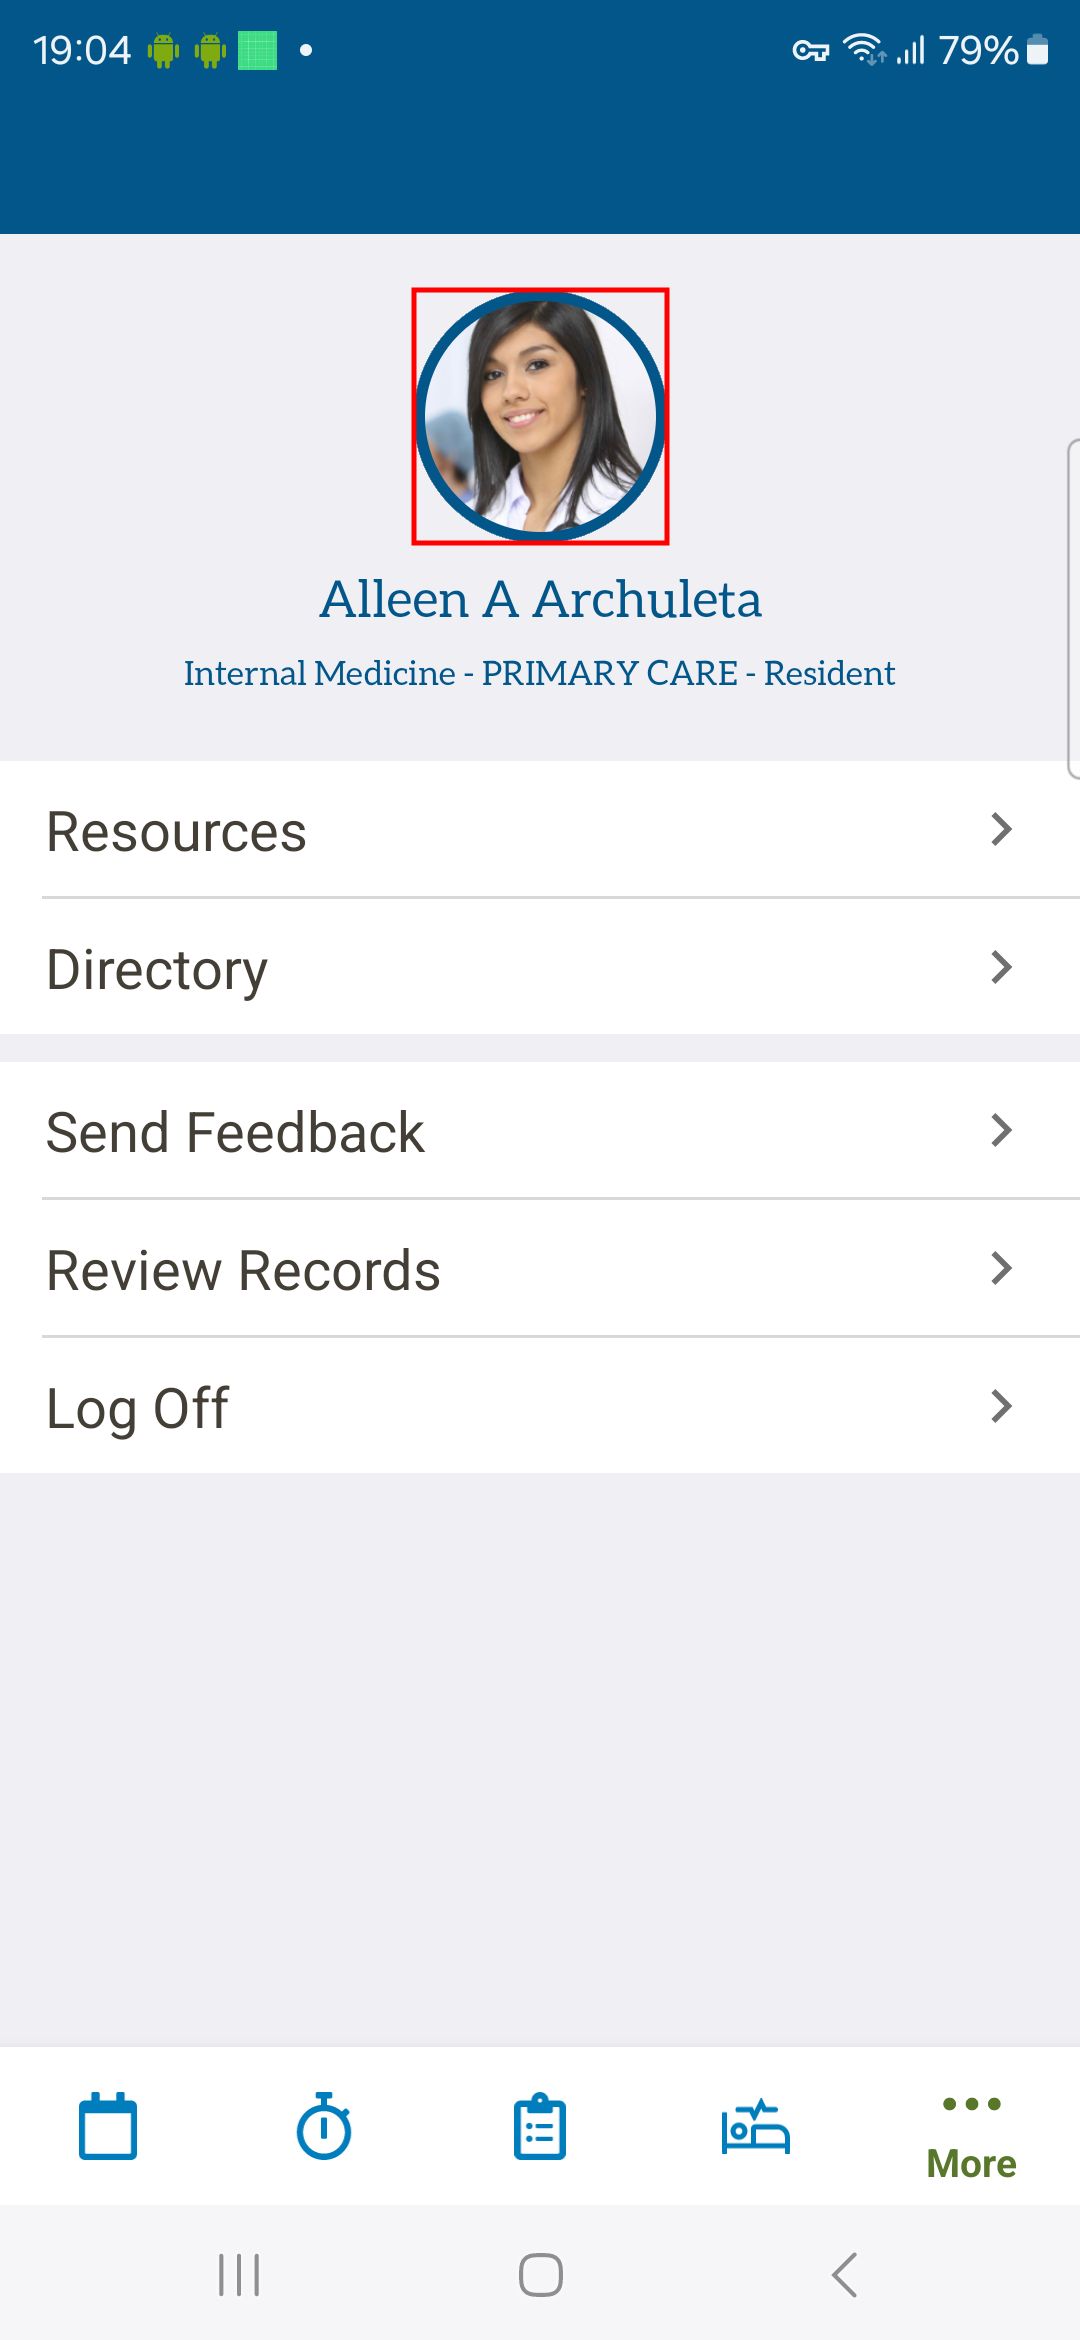 19:04
79%
Alleen A Archuleta
Internal Medicine - PRIMARY CARE - Resident
Resources
Directory
Send Feedback
Review Records
Log Off
More